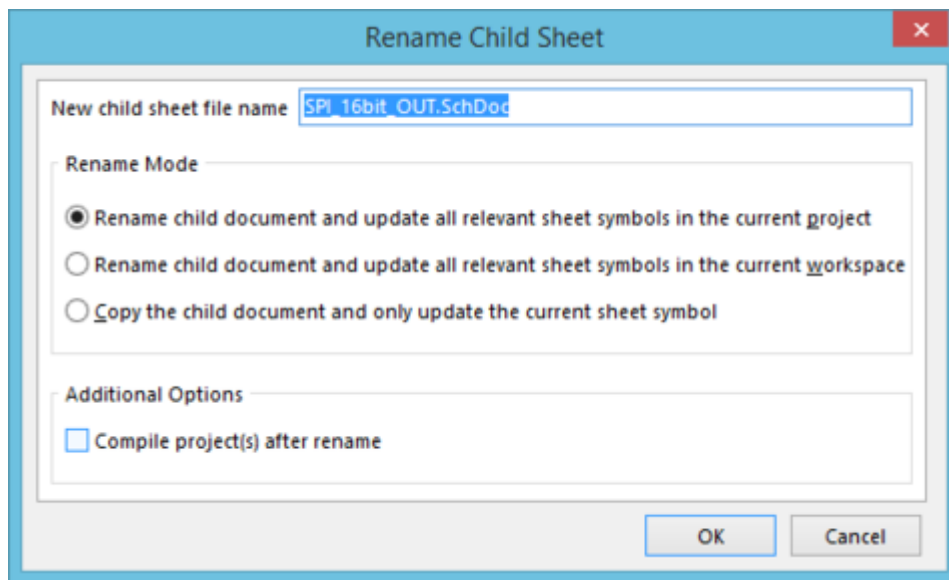 Rename Child Sheet
New child sheet file name SPI_16bit_OUT.SchDoc
Rename Mode
Rename child document and update all relevant sheet symbols in the current project
Rename child document and update all relevant sheet symbols in the current workspace
Copy the child document and only update the current sheet symbol
Additional Options
Compile project(s) after rename
OK Cancel